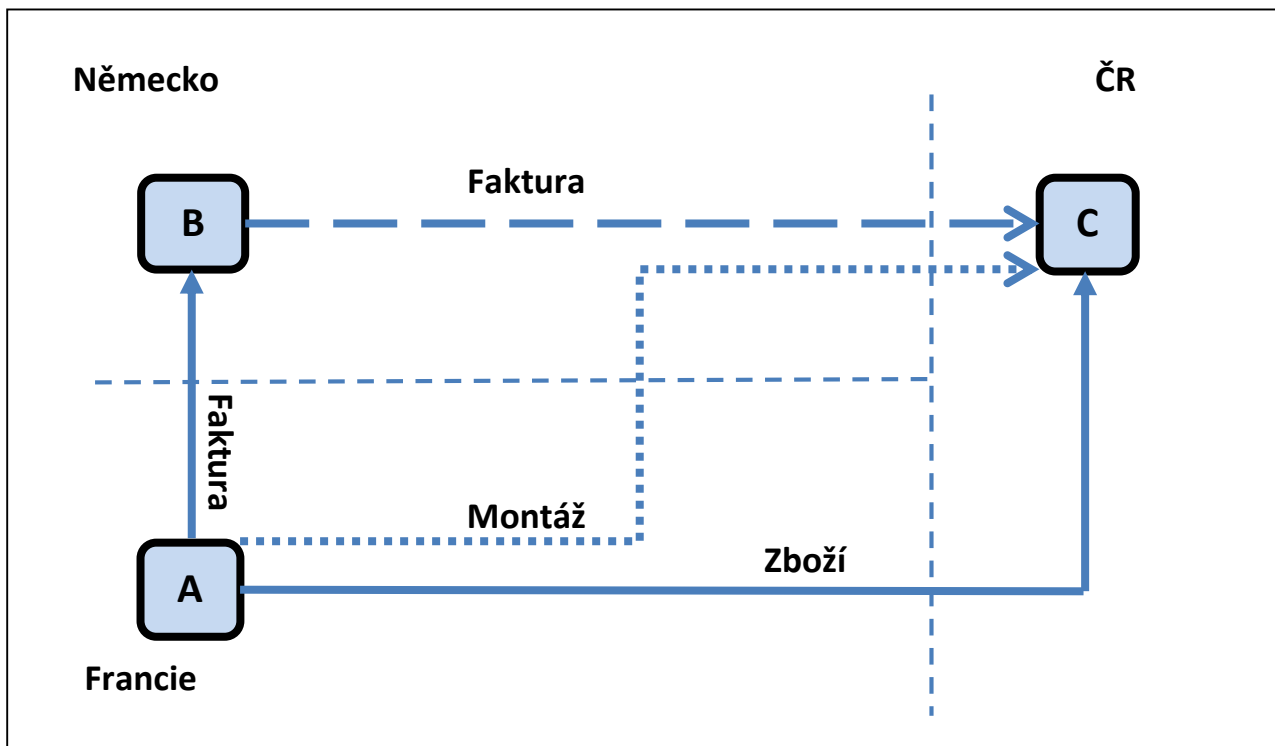 Německo
ČR
Faktura
B
C
Faktura
Montáž
Zboží
A
Francie